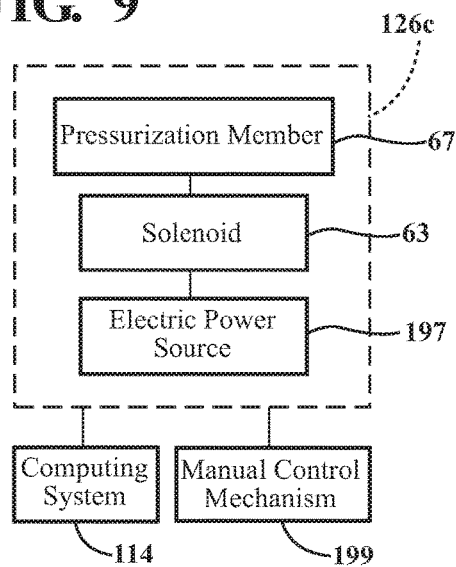 FIG. 9
126c
Pressurization Member
67
Solenoid
63
Electric Power
Source
197
Computing
System
Manual Control
Mechanism
114
199